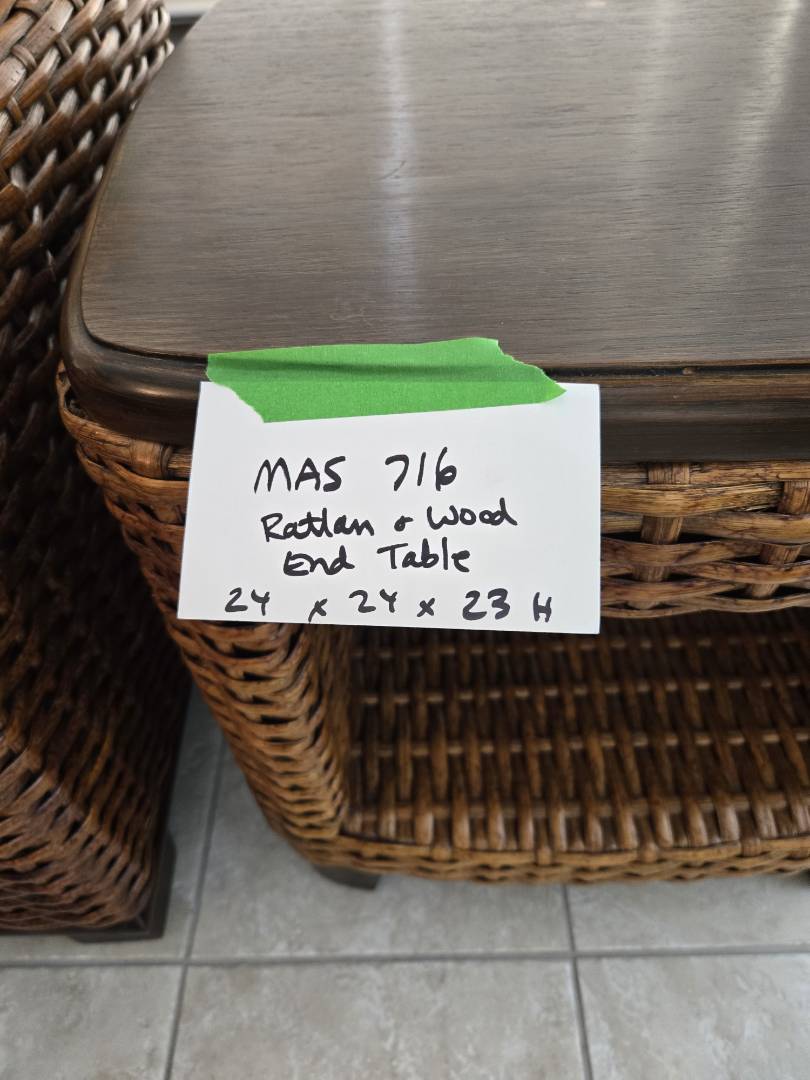 MAS 716
Rattan & Wood
End Table
24 x 24 x 23 H